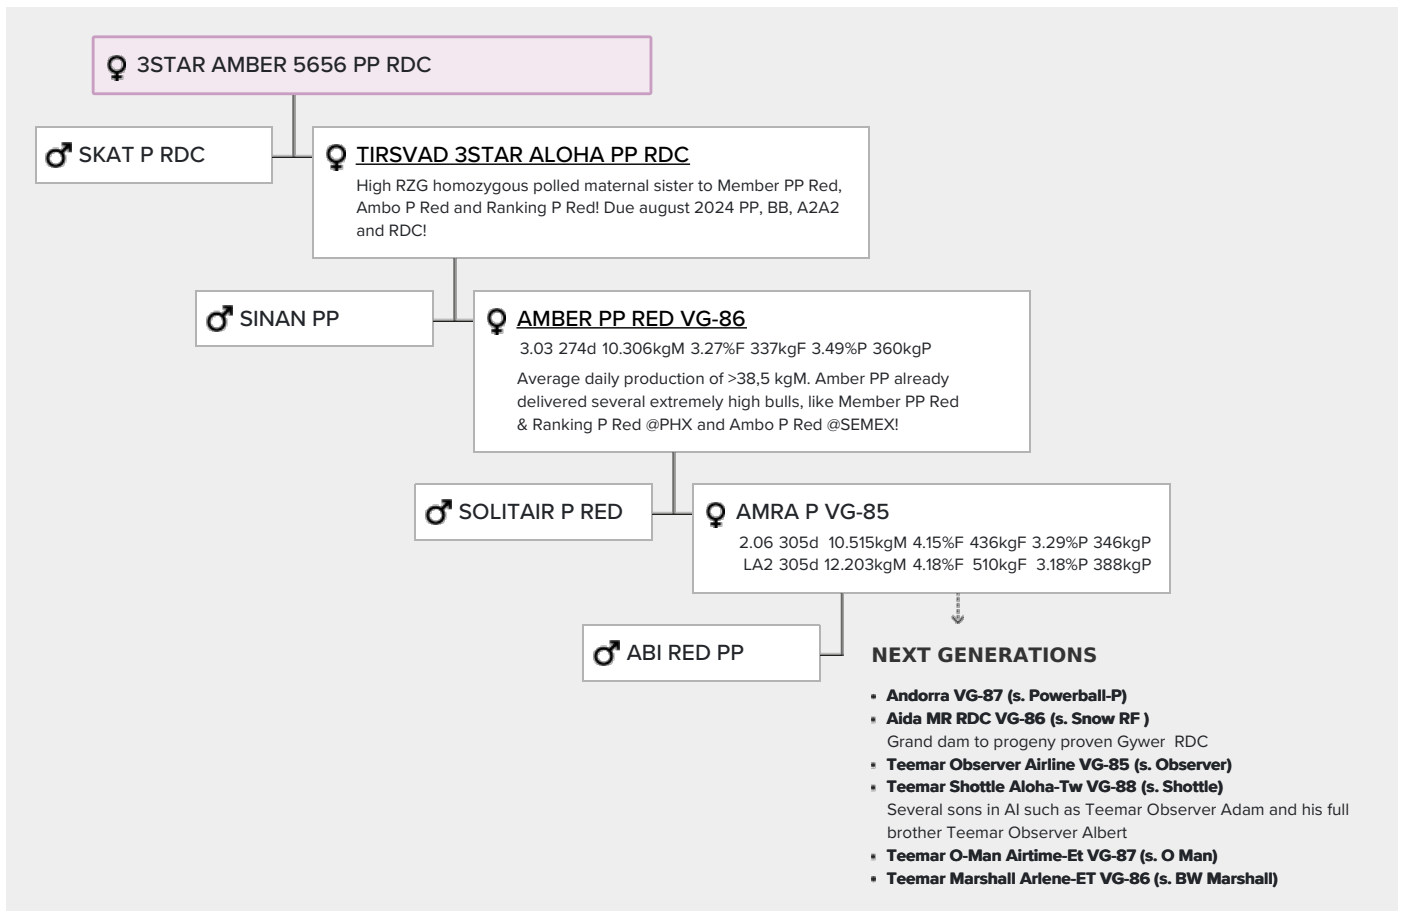 3STAR AMBER 5656 PP RDC
SKAT P RDC
TIRSVAD 3STAR ALOHA PP RDC
High RZG homozygous polled maternal sister to Member PP Red,
Ambo P Red and Ranking P Red! Due august 2024 PP, BB, A2A2
and RDC!
SINAN PP
AMBER PP RED VG-86
3.03 274d 10.306kgM 3.27%F 337kgF 3.49%P 360kgP
Average daily production of >38,5 kgM. Amber PP already
delivered several extremely high bulls, like Member PP Red
& Ranking P Red @PHX and Ambo P Red @SEMEX!
SOLITAIR P RED
AMRA P VG-85
2.06 305d 10.515kgM 4.15%F 436kgF 3.29%P 346kgP
LA2 305d 12.203kgM 4.18%F 510kgF 3.18%P 388kgP
ABI RED PP
NEXT GENERATIONS
Andorra VG-87 (s. Powerball-P)
Aida MR RDC VG-86 (s. Snow RF )
Grand dam to progeny proven Gywer RDC
Teemar Observer Airline VG-85 (s. Observer)
Teemar Shottle Aloha-Tw VG-88 (s. Shottle)
Several sons in AI such as Teemar Observer Adam and his full
brother Teemar Observer Albert
Teemar O-Man Airtime-Et VG-87 (s. O Man)
Teemar Marshall Arlene-ET VG-86 (s. BW Marshall)